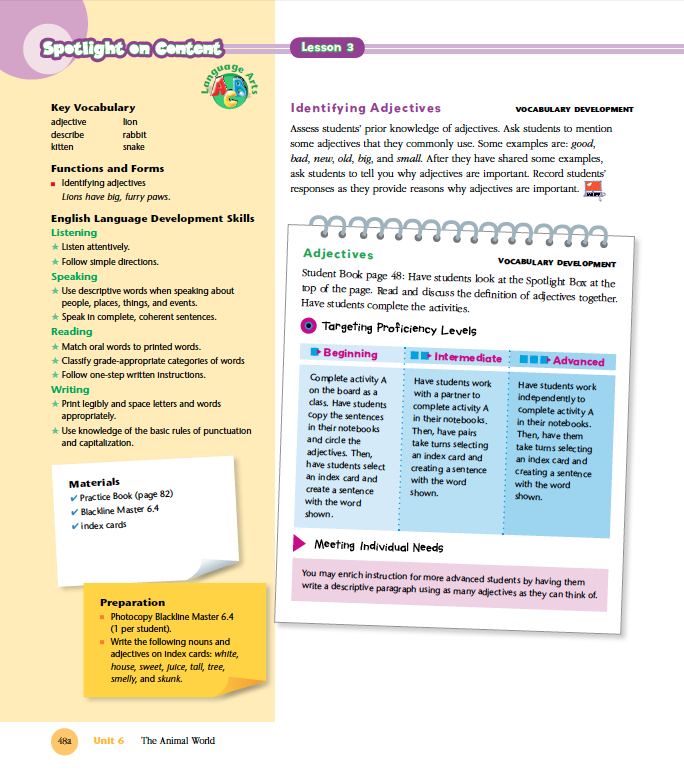 Spotlight on Content
Lesson 3
Language Arts
A B C
Key Vocabulary
adjective lion
describe rabbit
kitten snake
Functions and Forms
Identifying adjectives
Lions have big, furry paws.
English Language Development Skills
Listening
Listen attentively.
Follow simple directions.
Speaking
Use descriptive words when speaking about
people, places, things, and events.
Speak in complete, coherent sentences.
Reading
Match oral words to printed words.
Classify grade-appropriate categories of words
Follow one-step written instructions.
Writing
Print legibly and space letters and words
appropriately.
Use knowledge of the basic rules of punctuation
and capitalization.
Materials
✔ Practice Book (page 82)
✔ Blackline Master 6.4
✔ index cards
Preparation
Photocopy Blackline Master 6.4
(1 per student).
Write the following nouns and
adjectives on index cards: white,
house, sweet, juice, tall, tree,
smelly, and skunk.
Identifying Adjectives VOCABULARY DEVELOPMENT
Assess students' prior knowledge of adjectives. Ask students to mention
some adjectives that they commonly use. Some examples are: good,
bad, new, old, big, and small. After they have shared some examples,
ask students to tell you why adjectives are important. Record students'
responses as they provide reasons why adjectives are important.
Adjectives VOCABULARY DEVELOPMENT
Student Book page 48: Have students look at the Spotlight Box at the
top of the page. Read and discuss the definition of adjectives together.
Have students complete the activities.
Targeting Proficiency Levels
Beginning
Complete activity A
on the board as a
class. Have students
copy the sentences
in their notebooks
and circle the
adjectives. Then,
have students select
an index card and
create a sentence
with the word
shown.
Intermediate
Have students work
with a partner to
complete activity A
in their notebooks.
Then, have pairs
take turns selecting
an index card and
creating a sentence
with the word
shown.
Advanced
Have students work
independently to
complete activity A
in their notebooks.
Then, have them
take turns selecting
an index card and
creating a sentence
with the word
shown.
Meeting Individual Needs
You may enrich instruction for more advanced students by having them
write a descriptive paragraph using as many adjectives as they can think of.
48a Unit 6 The Animal World